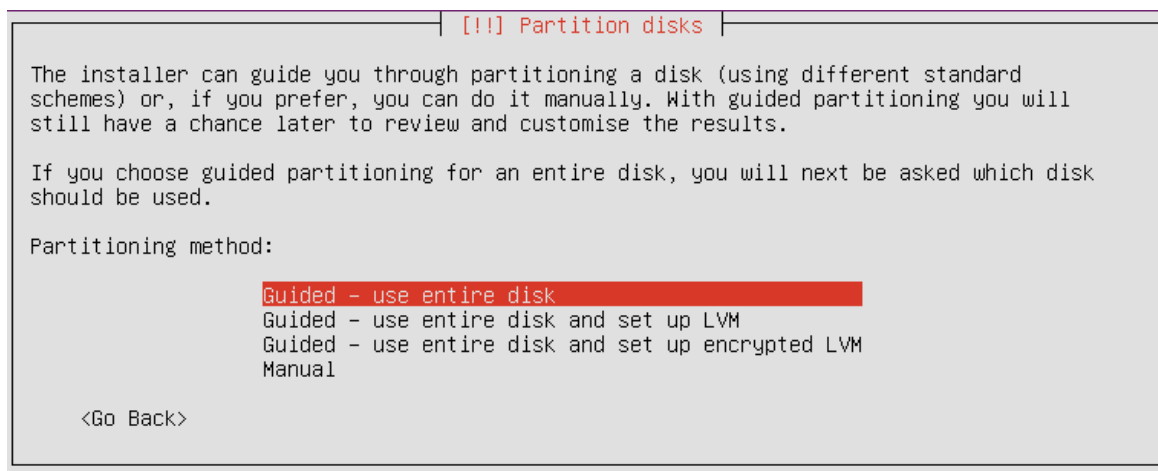 [!!] Partition disks
The installer can guide you through partitioning a disk (using different standard
schemes) or, if you prefer, you can do it manually. With guided partitioning you will
still have a chance later to review and customise the results.
If you choose guided partitioning for an entire disk, you will next be asked which disk
should be used.
Partitioning method:
Guided – use entire disk
Guided – use entire disk and set up LVM
Guided – use entire disk and set up encrypted LVM
Manual
<Go Back>